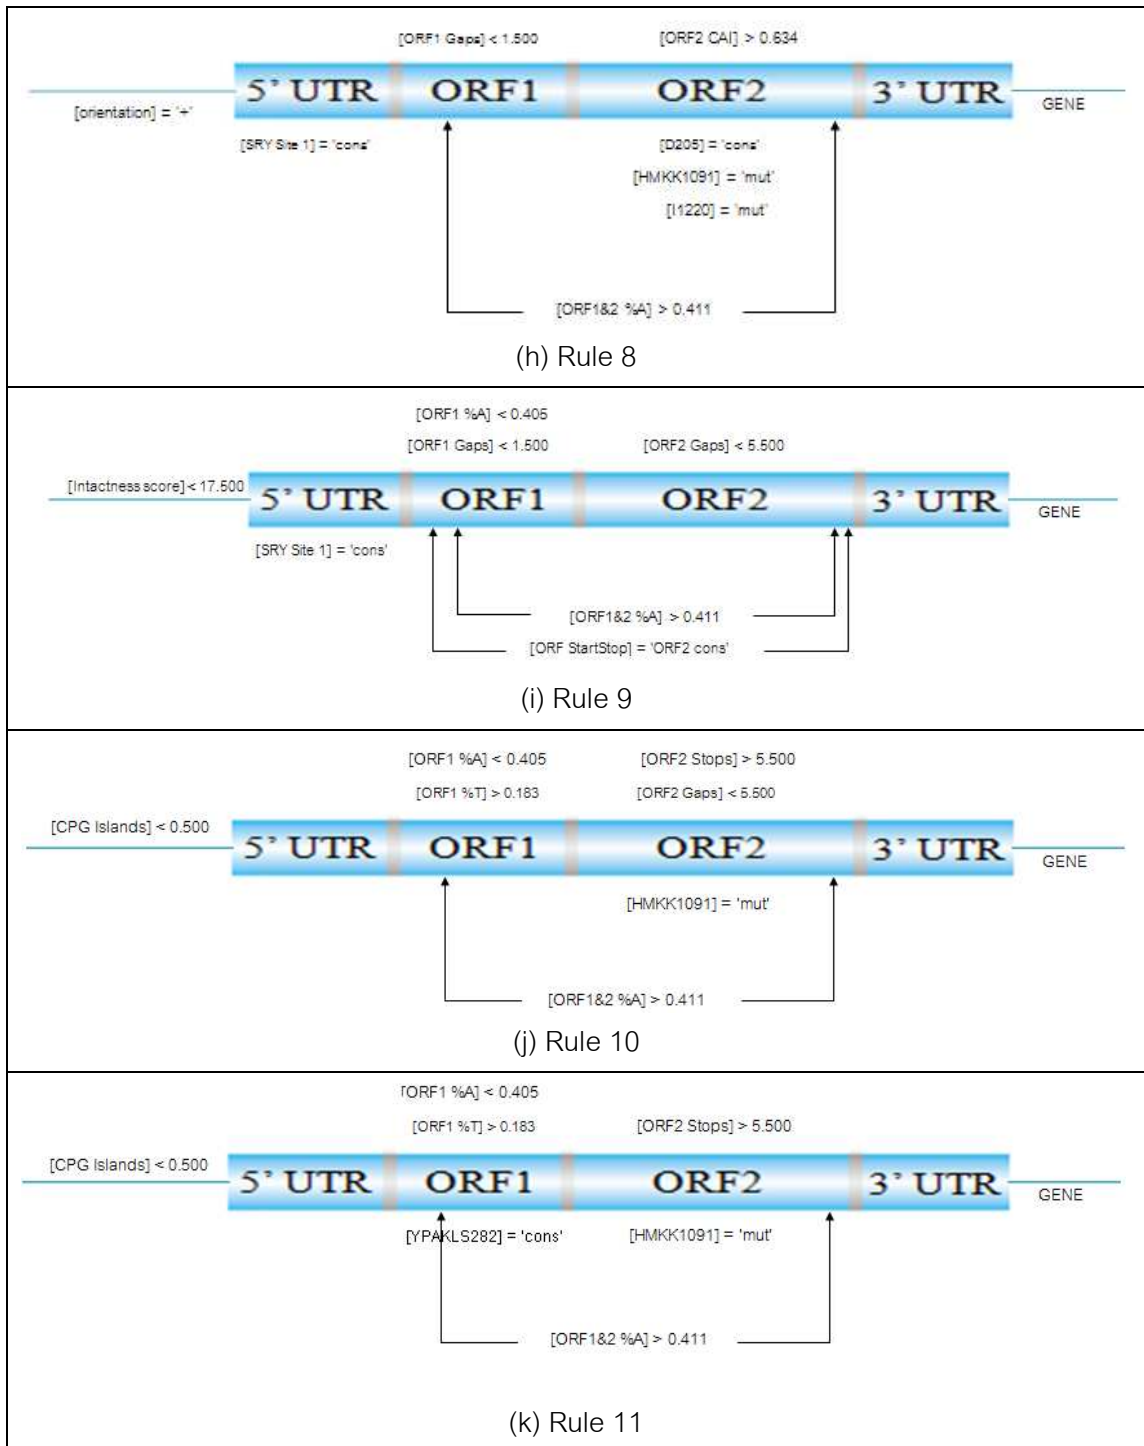 [ORF1 Gaps] < 1.500 [ORF2 CAI] > 0.634
5' UTR ORF1 ORF2 3' UTR
[orientation] = '+' GENE
[SRY Site 1] = 'cons' [D205] = 'cons'
[HMKK1091] = 'mut'
[I1220] = 'mut'
[ORF1&2 %A] > 0.411
(h) Rule 8
[ORF1 %A] < 0.405
[ORF1 Gaps] < 1.500 [ORF2 Gaps] < 5.500
[Intactness score] < 17.500
5' UTR ORF1 ORF2 3' UTR
GENE
[SRY Site 1] = 'cons'
[ORF1&2 %A] > 0.411
[ORF StartStop] = 'ORF2 cons'
(i) Rule 9
[ORF1 %A] < 0.405 [ORF2 Stops] > 5.500
[ORF1 %T] > 0.183 [ORF2 Gaps] < 5.500
[CPG Islands] < 0.500
5' UTR ORF1 ORF2 3' UTR
GENE
[HMKK1091] = 'mut'
[ORF1&2 %A] > 0.411
(j) Rule 10
[ORF1 %A] < 0.405
[ORF1 %T] > 0.183 [ORF2 Stops] > 5.500
[CPG Islands] < 0.500
5' UTR ORF1 ORF2 3' UTR
GENE
[YPAKLS282] = 'cons' [HMKK1091] = 'mut'
[ORF1&2 %A] > 0.411
(k) Rule 11